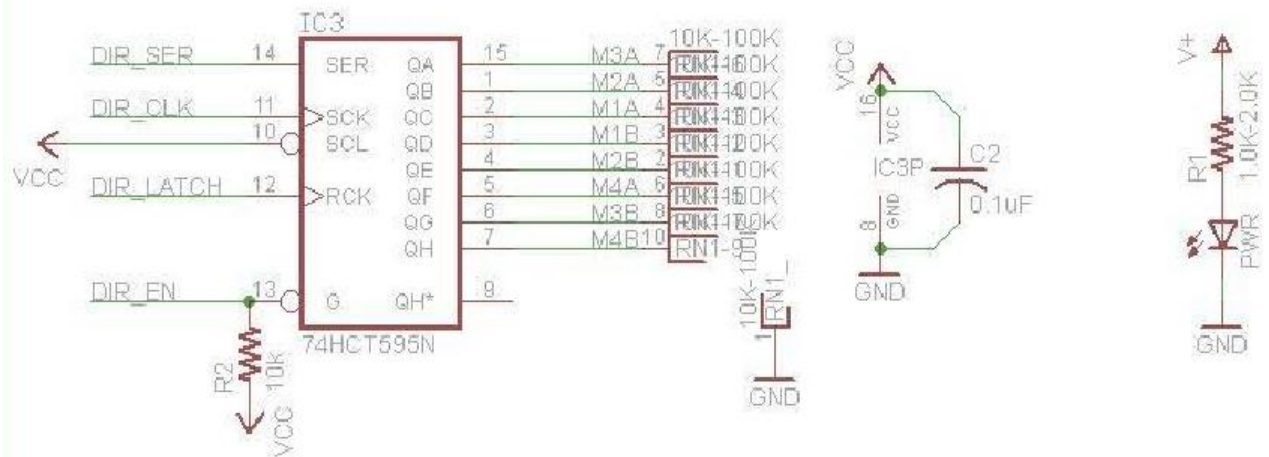 IC3
DIR_SER 14 SER QA 15 M3A 7 10K-100K
QB 1 M2A 5
DIR_CLK 11 SCK QC 2 M1A 4
10 SCL QD 3 M1B 3
VCC
QE 4 M2B 2
DIR_LATCH 12 RCK QF 5 M4A 6
QG 6 M3B 8
QH 7 M4B 10 RN1-9
DIR_EN 13 G QH* 9
74HCT595N
R2 10K
VCC
10K-100K
RN1_
1
GND
VCC
16 VCC
IC3P C2
0.1uF
8 GND
GND
V+
R1 1.0K-2.0K
PWR
GND